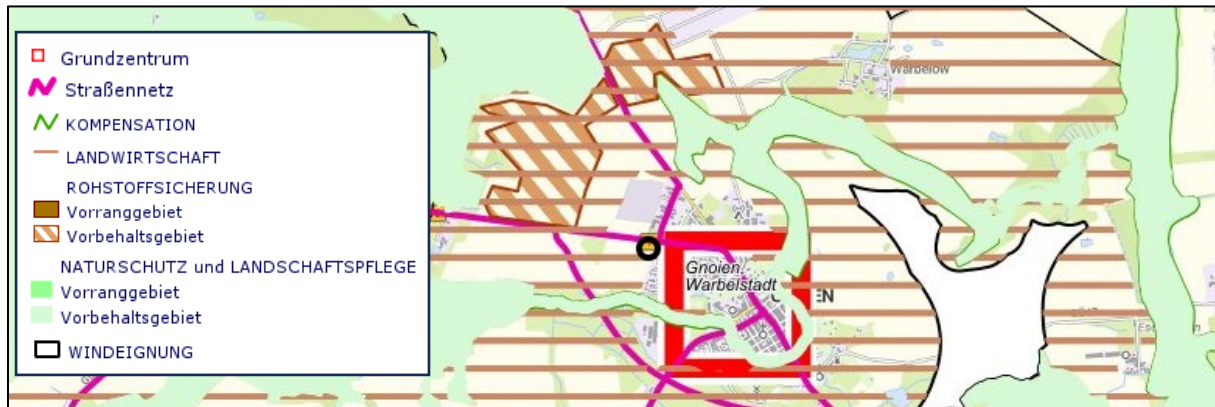 Grundzentrum
Straßennetz
KOMPENSATION
LANDWIRTSCHAFT
ROHSTOFFSICHERUNG
Vorranggebiet
Vorbehaltsgebiet
NATURSCHUTZ und LANDSCHAFTSPFLEGE
Vorranggebiet
Vorbehaltsgebiet
WINDEIGNUNG
Warbelow
Gnoien,
Warbelstadt